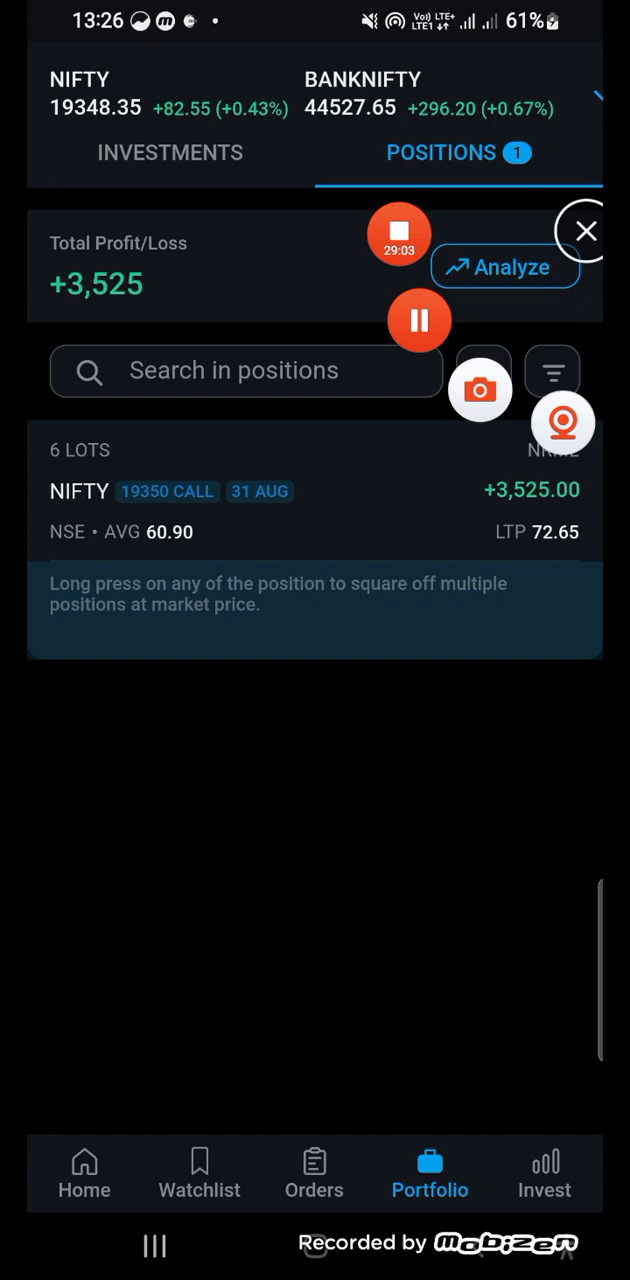 13:26 Voı) LTE+ LTE1 61%
NIFTY BANKNIFTY
19348.35 +82.55 (+0.43%) 44527.65 +296.20 (+0.67%)
INVESTMENTS POSITIONS 1
Total Profit/Loss
+3,525
29:03
Analyze
Search in positions
6 LOTS
NIFTY 19350 CALL 31 AUG +3,525.00
NSE • AVG 60.90 LTP 72.65
Long press on any of the position to square off multiple
positions at market price.
Home Watchlist Orders Portfolio Invest
Recorded by mobizen